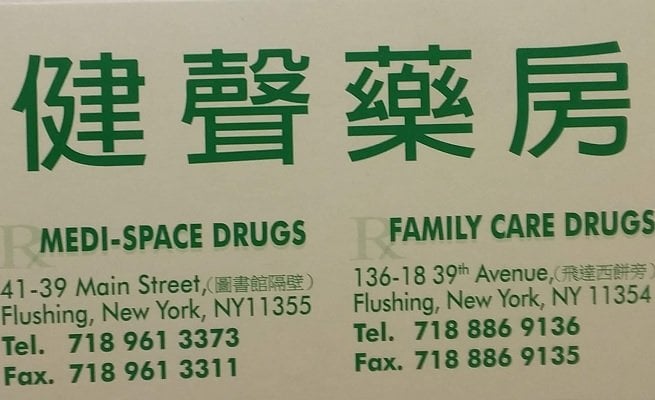 健聲藥房
Rx MEDI-SPACE DRUGS
41-39 Main Street,(圖書館隔壁)
Flushing, New York, NY11355
Tel. 718 961 3373
Fax. 718 961 3311
Rx FAMILY CARE DRUGS
136-18 39th Avenue,(飛達西餅旁)
Flushing, New York, NY 11354
Tel. 718 886 9136
Fax. 718 886 9135